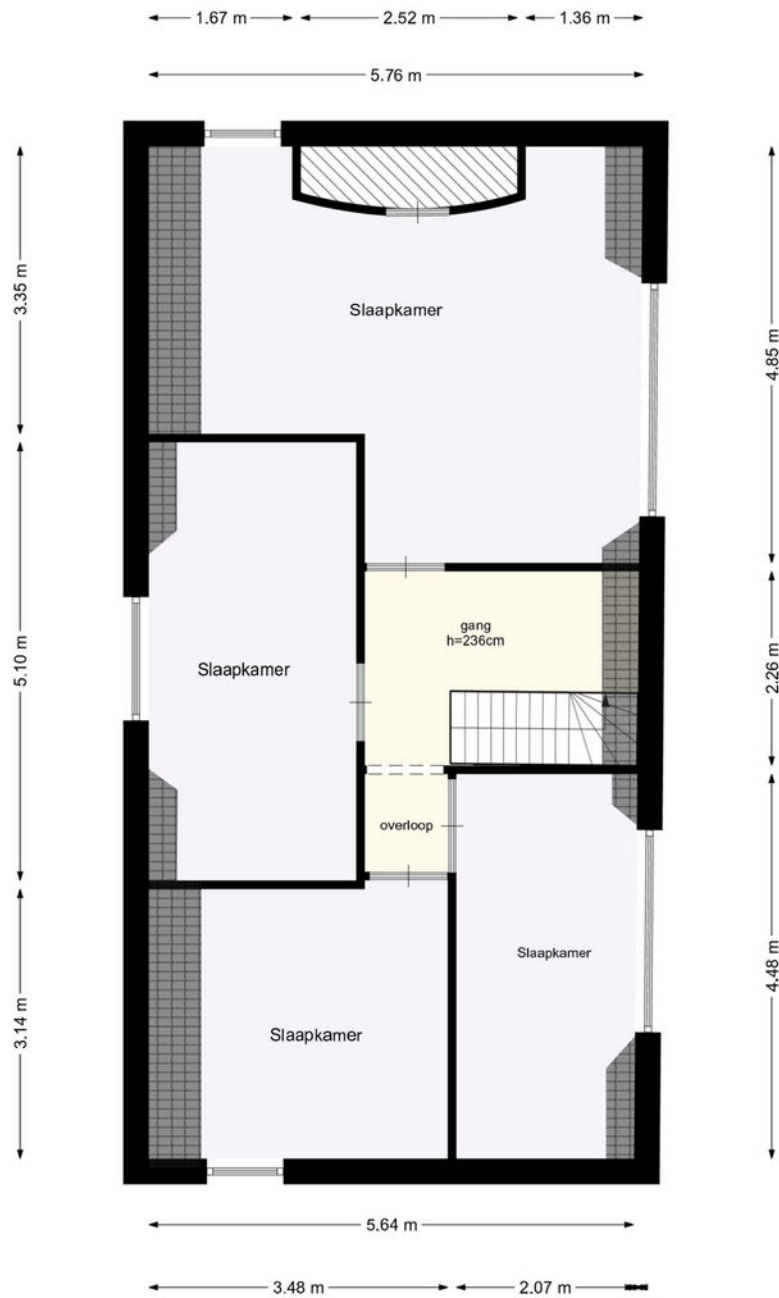 1.67 m
2.52 m
1.36 m
5.76 m
3.35 m
4.85 m
Slaapkamer
5.10 m
2.26 m
gang
h=236cm
Slaapkamer
overloop
3.14 m
4.48 m
Slaapkamer
Slaapkamer
5.64 m
3.48 m
2.07 m